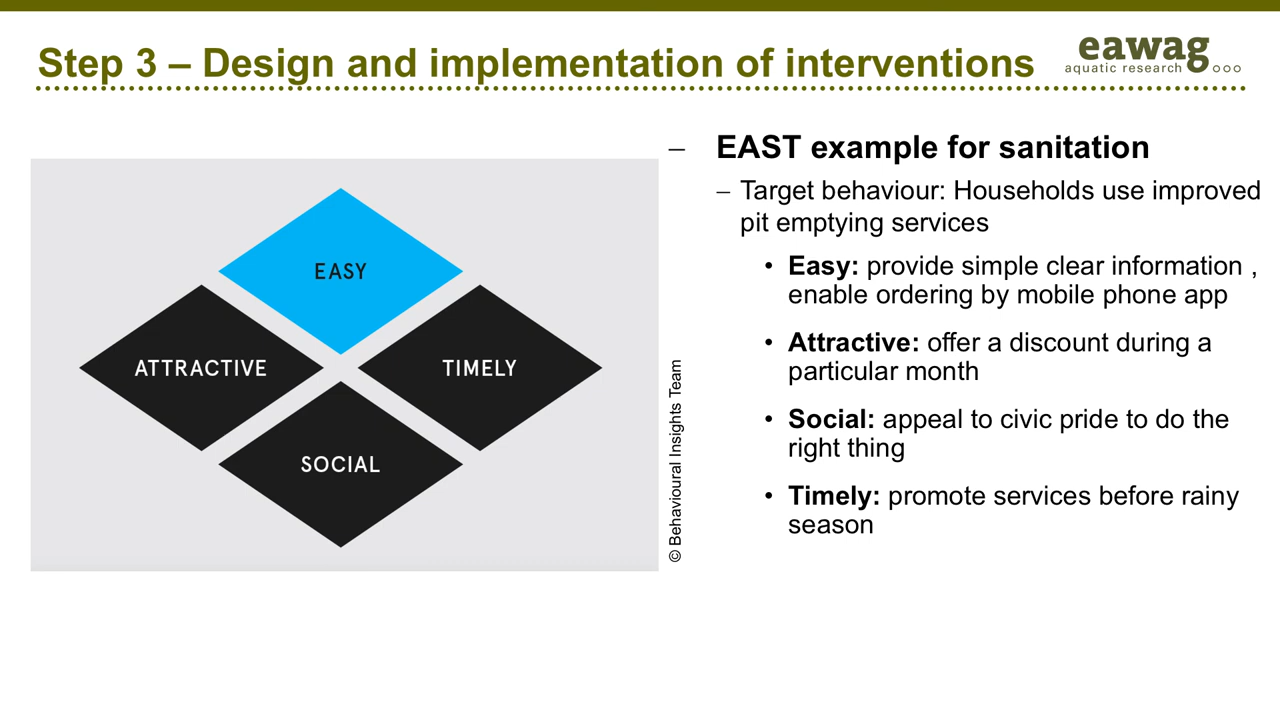 Step 3 – Design and implementation of interventions
eawag
aquatic research
EASY
ATTRACTIVE
TIMELY
SOCIAL
© Behavioural Insights Team
– EAST example for sanitation
– Target behaviour: Households use improved
pit emptying services
• Easy: provide simple clear information ,
enable ordering by mobile phone app
• Attractive: offer a discount during a
particular month
• Social: appeal to civic pride to do the
right thing
• Timely: promote services before rainy
season